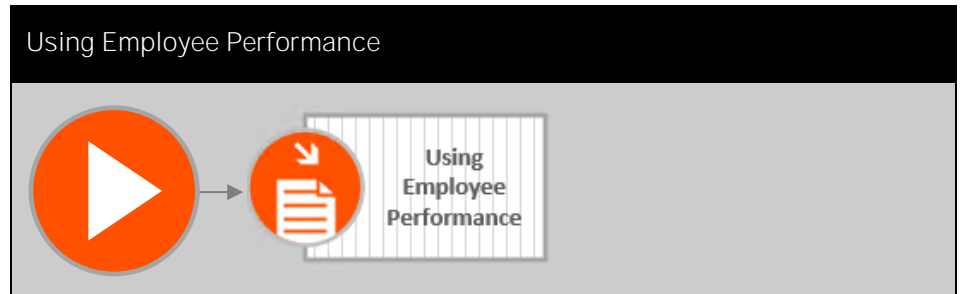 Using Employee Performance
Using
Employee
Performance